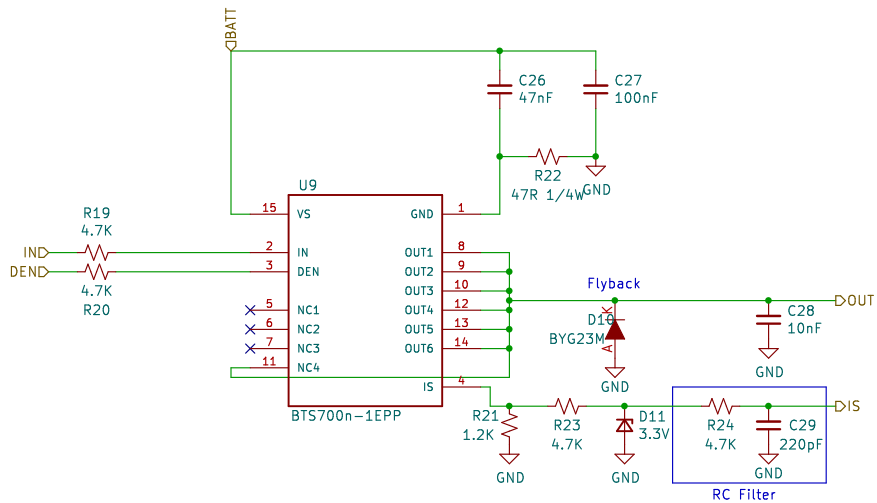 BATT
C26
47nF
C27
100nF
R22
47R 1/4W
GND
U9
15
VS
GND
1
R19
4.7K
IN
2
IN
OUT1
8
DEN
3
DEN
OUT2
9
4.7K
R20
OUT3
10
Flyback
5
NC1
OUT4
12
6
NC2
OUT5
13
7
NC3
OUT6
14
11
NC4
IS
4
BTS700n-1EPP
K
D10
BYG23M
A
GND
OUT
C28
10nF
GND
R21
1.2K
GND
R23
4.7K
D11
3.3V
GND
R24
4.7K
C29
220pF
GND
IS
RC Filter